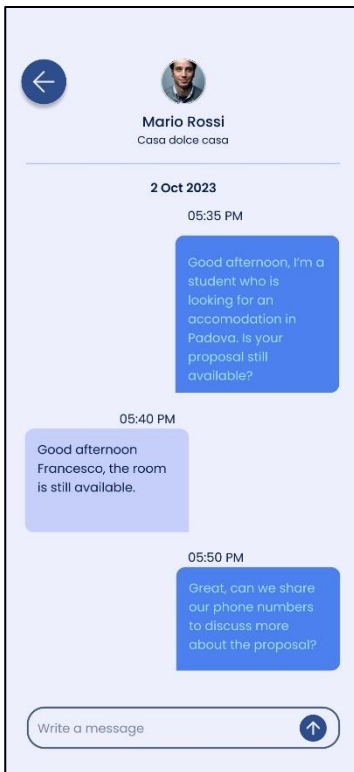 Mario Rossi
Casa dolce casa
2 Oct 2023
05:35 PM
Good afternoon, I'm a
student who is
looking for an
accomodation in
Padova. Is your
proposal still
available?
05:40 PM
Good afternoon
Francesco, the room
is still available.
05:50 PM
Great, can we share
our phone numbers
to discuss more
about the proposal?
Write a message